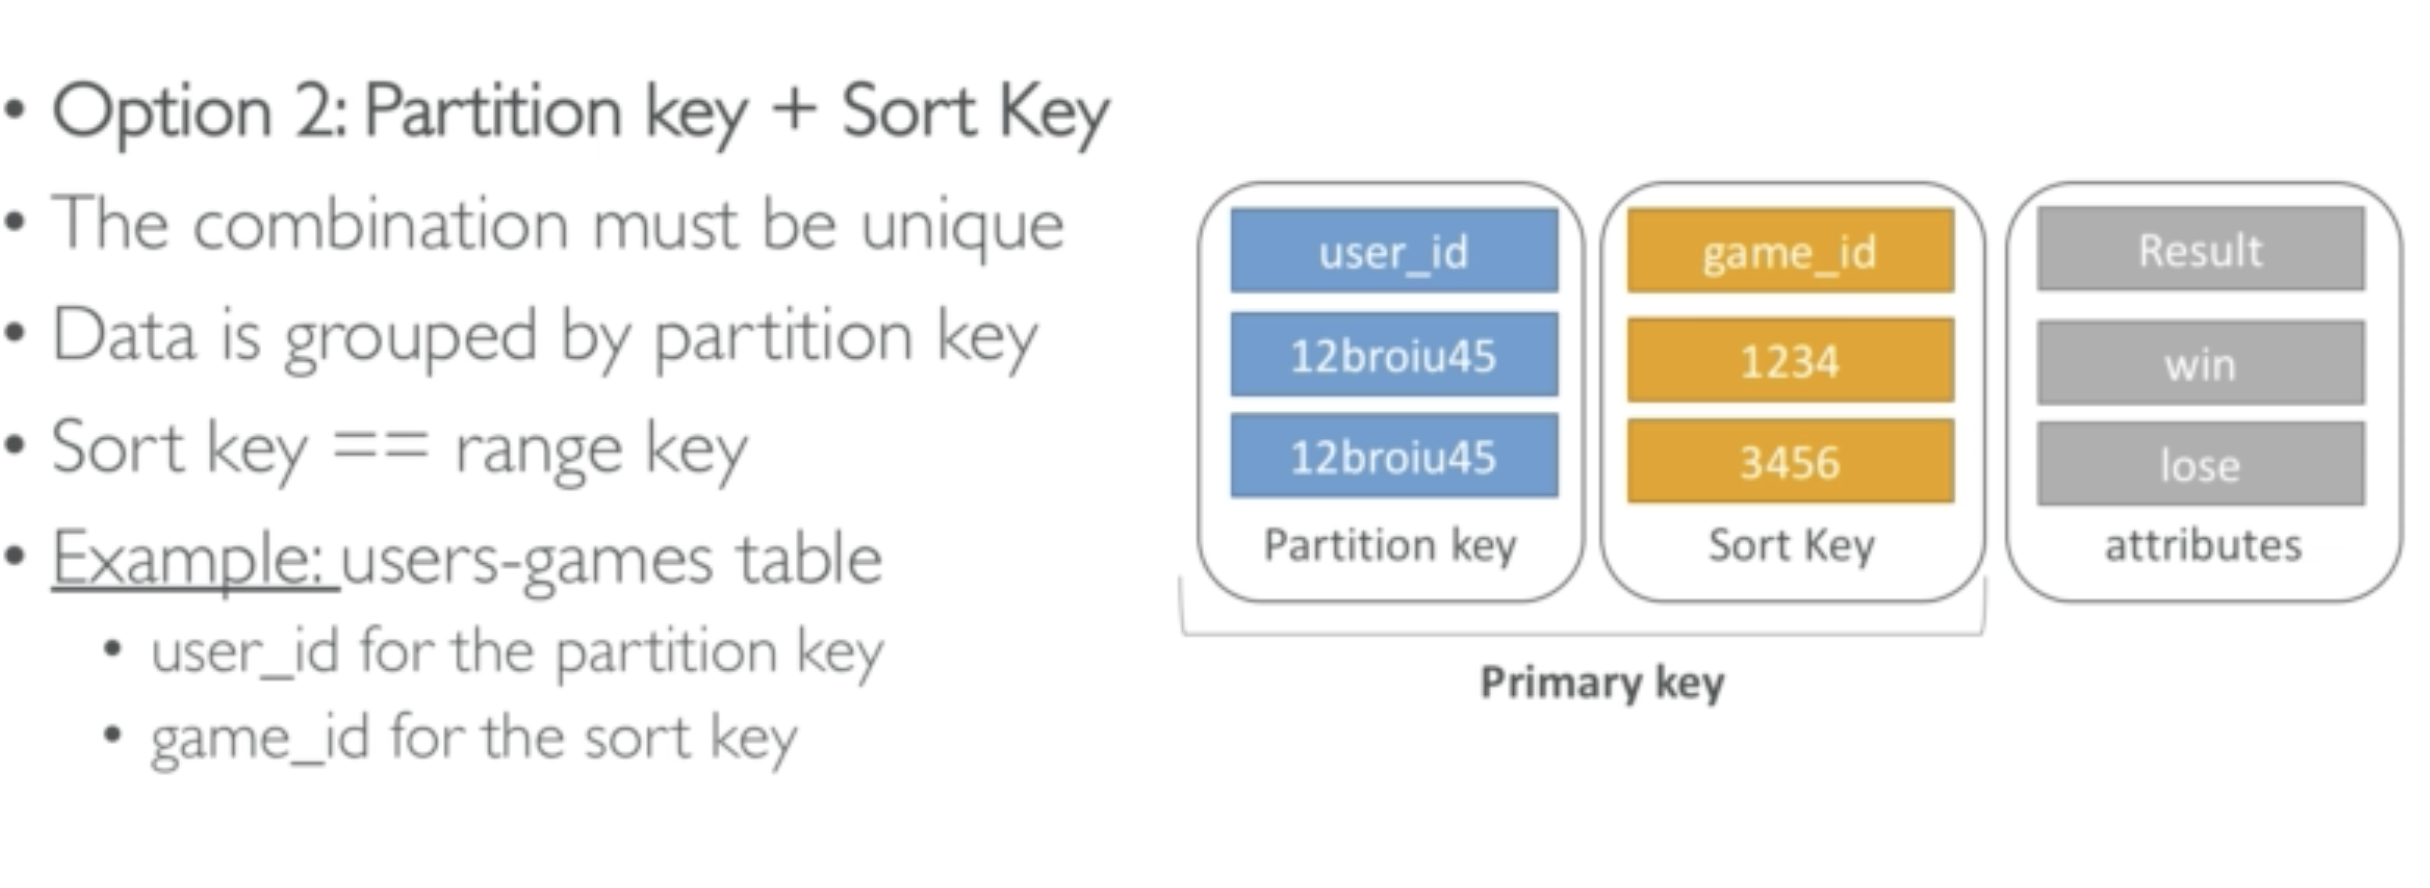 • Option 2: Partition key + Sort Key
• The combination must be unique
• Data is grouped by partition key
• Sort key == range key
• Example: users-games table
• user_id for the partition key
• game_id for the sort key
user_id game_id Result
12broiu45 1234 win
12broiu45 3456 lose
Partition key Sort Key attributes
Primary key